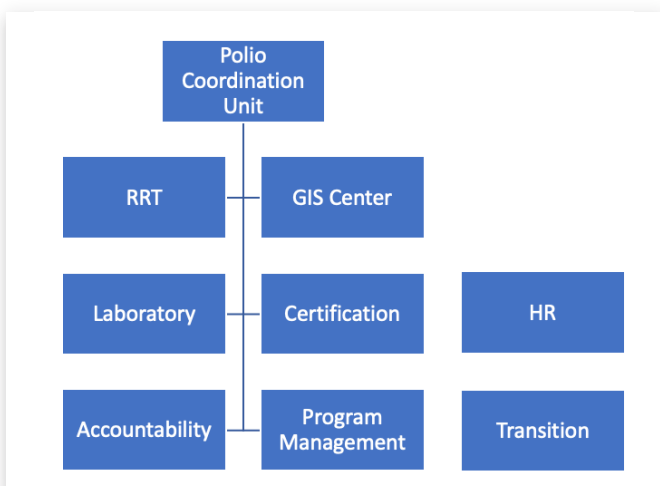 Polio
Coordination
Unit
RRT
GIS Center
Laboratory
Certification
HR
Accountability
Program
Management
Transition